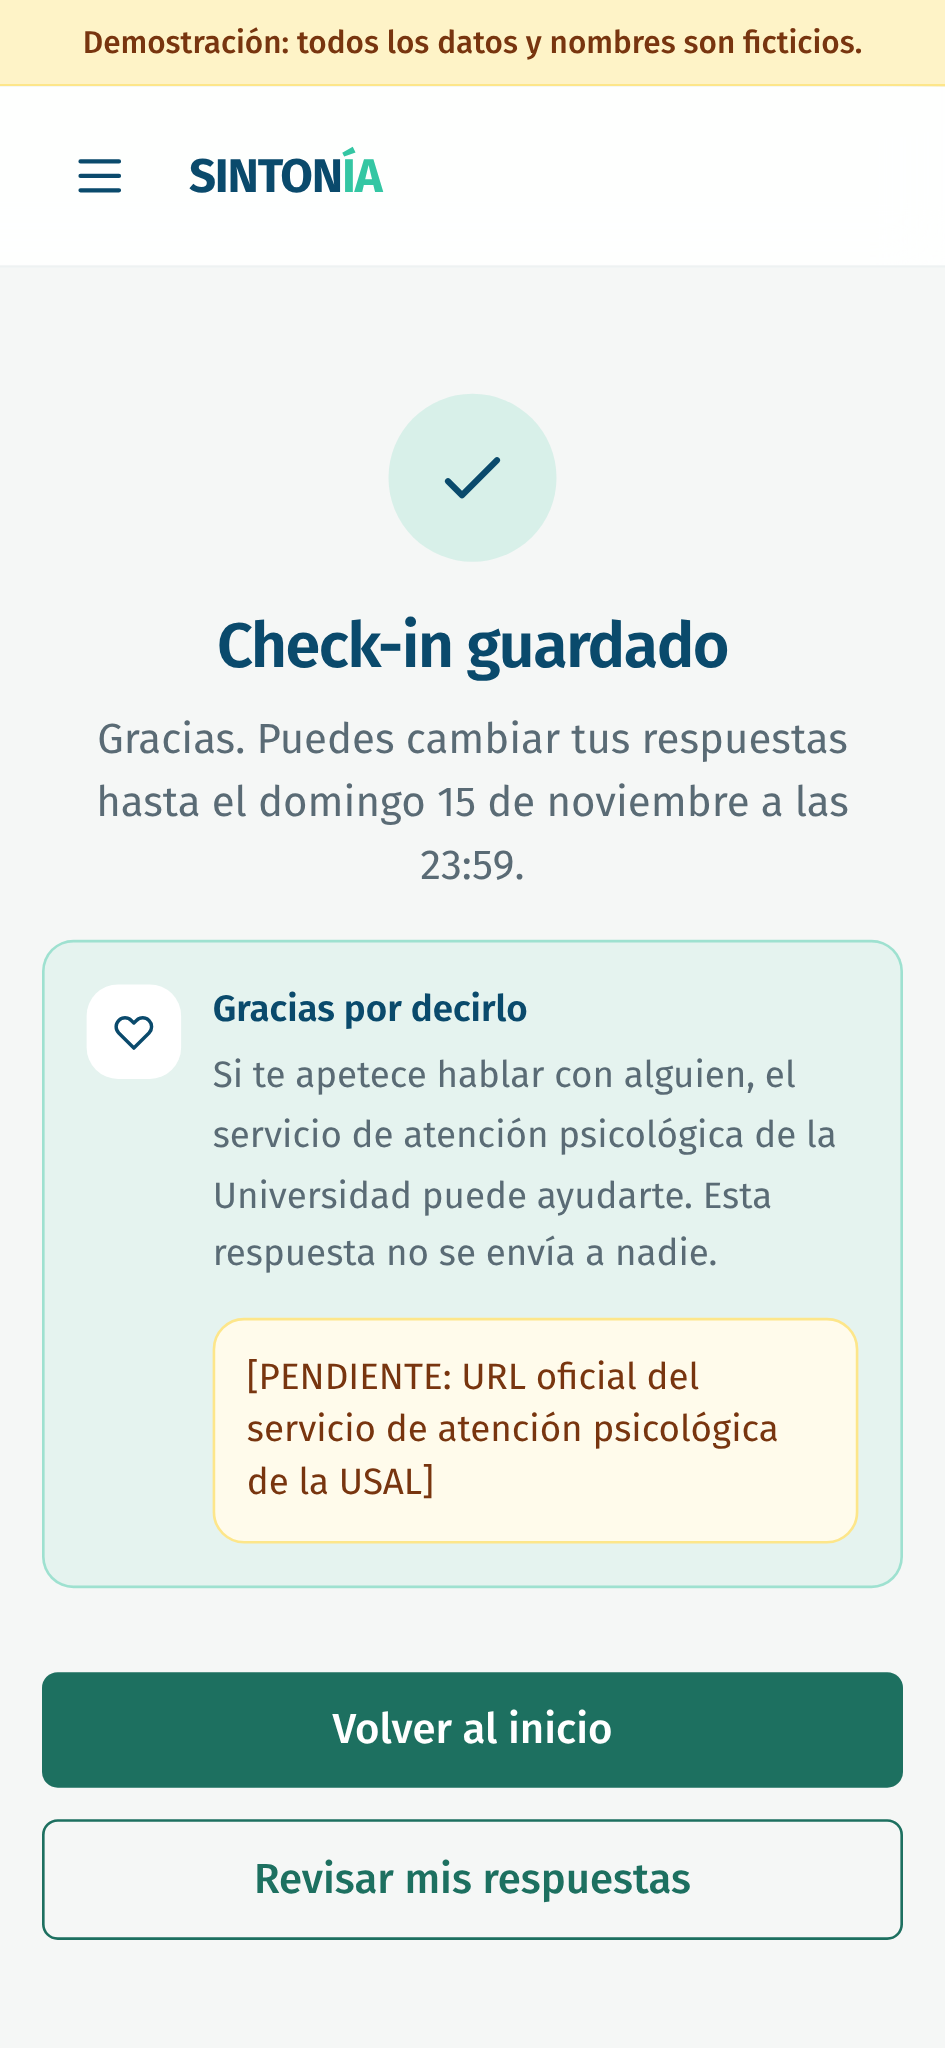 Demostración: todos los datos y nombres son ficticios.
SINTONÍA
Check-in guardado
Gracias. Puedes cambiar tus respuestas
hasta el domingo 15 de noviembre a las
23:59.
Gracias por decirlo
Si te apetece hablar con alguien, el
servicio de atención psicológica de la
Universidad puede ayudarte. Esta
respuesta no se envía a nadie.
[PENDIENTE: URL oficial del
servicio de atención psicológica
de la USAL]
Volver al inicio
Revisar mis respuestas